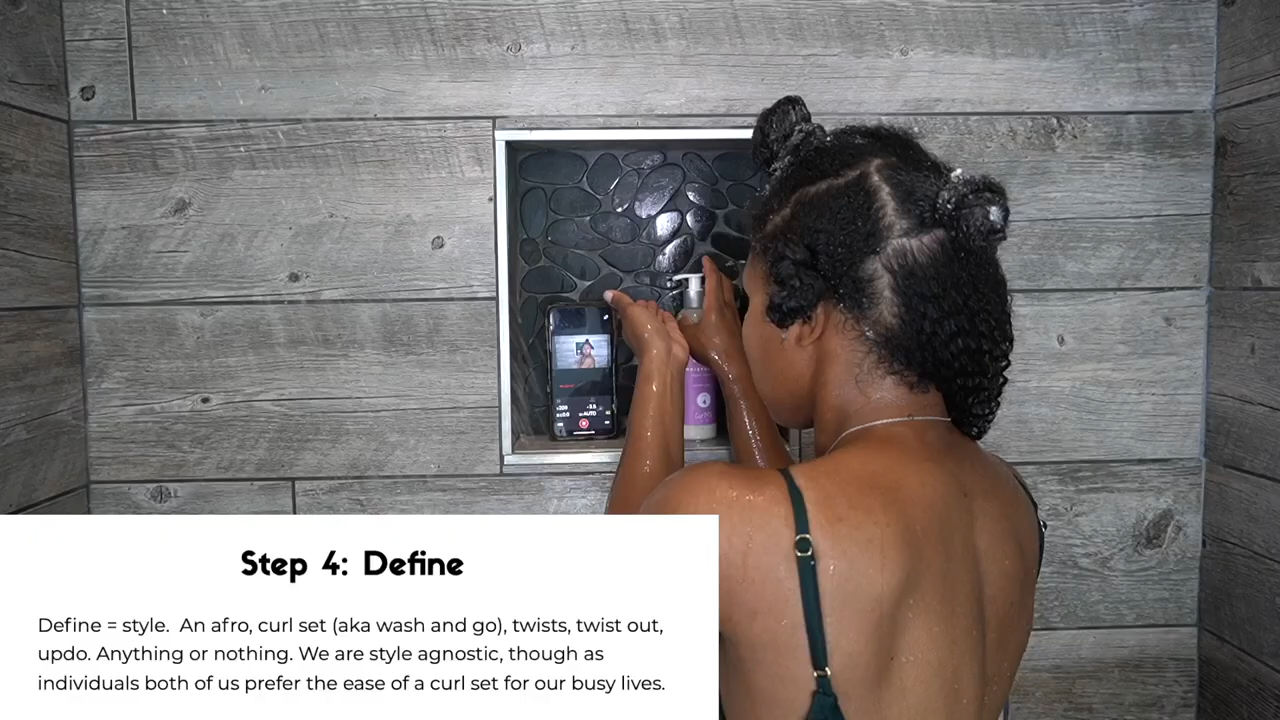 Step 4: Define
Define = style.  An afro, curl set (aka wash and go), twists, twist out,
updo. Anything or nothing. We are style agnostic, though as
individuals both of us prefer the ease of a curl set for our busy lives.